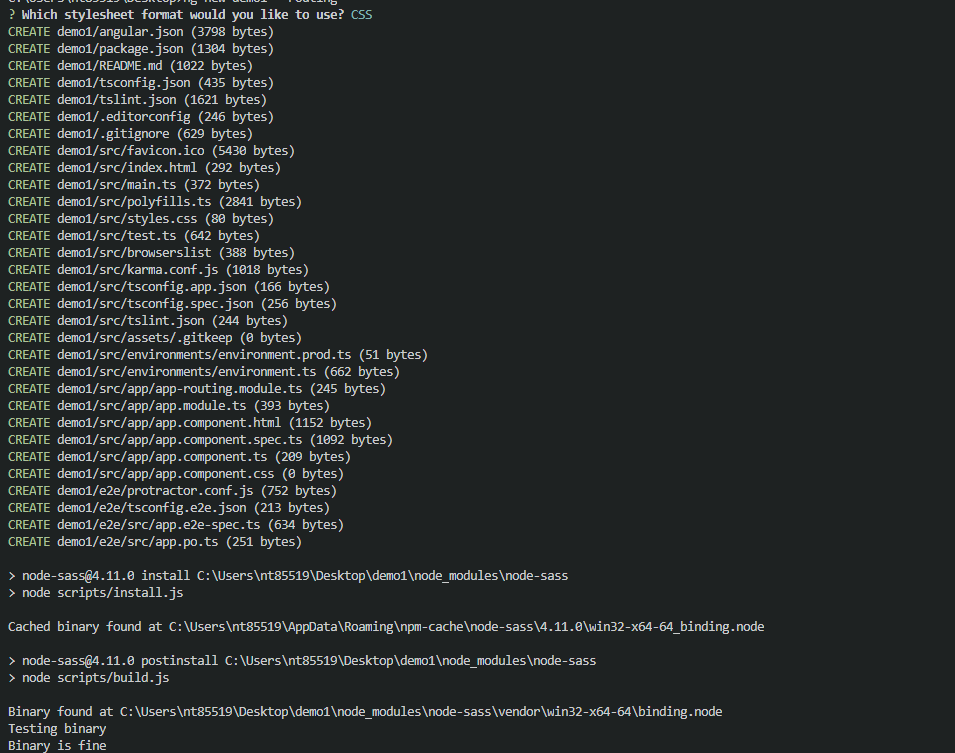 ? Which stylesheet format would you like to use? CSS
CREATE demo1/angular.json (3798 bytes)
CREATE demo1/package.json (1304 bytes)
CREATE demo1/README.md (1022 bytes)
CREATE demo1/tsconfig.json (435 bytes)
CREATE demo1/tslint.json (1621 bytes)
CREATE demo1/.editorconfig (246 bytes)
CREATE demo1/.gitignore (629 bytes)
CREATE demo1/src/favicon.ico (5430 bytes)
CREATE demo1/src/index.html (292 bytes)
CREATE demo1/src/main.ts (372 bytes)
CREATE demo1/src/polyfills.ts (2841 bytes)
CREATE demo1/src/styles.css (80 bytes)
CREATE demo1/src/test.ts (642 bytes)
CREATE demo1/src/browserslist (388 bytes)
CREATE demo1/src/karma.conf.js (1018 bytes)
CREATE demo1/src/tsconfig.app.json (166 bytes)
CREATE demo1/src/tsconfig.spec.json (256 bytes)
CREATE demo1/src/tslint.json (244 bytes)
CREATE demo1/src/assets/.gitkeep (0 bytes)
CREATE demo1/src/environments/environment.prod.ts (51 bytes)
CREATE demo1/src/environments/environment.ts (662 bytes)
CREATE demo1/src/app/app-routing.module.ts (245 bytes)
CREATE demo1/src/app/app.module.ts (393 bytes)
CREATE demo1/src/app/app.component.html (1152 bytes)
CREATE demo1/src/app/app.component.spec.ts (1092 bytes)
CREATE demo1/src/app/app.component.ts (209 bytes)
CREATE demo1/src/app/app.component.css (0 bytes)
CREATE demo1/e2e/protractor.conf.js (752 bytes)
CREATE demo1/e2e/tsconfig.e2e.json (213 bytes)
CREATE demo1/e2e/src/app.e2e-spec.ts (634 bytes)
CREATE demo1/e2e/src/app.po.ts (251 bytes)
> node-sass@4.11.0 install C:\Users\nt85519\Desktop\demo1\node_modules\node-sass
> node scripts/install.js
Cached binary found at C:\Users\nt85519\AppData\Roaming\npm-cache\node-sass\4.11.0\win32-x64-64_binding.node
> node-sass@4.11.0 postinstall C:\Users\nt85519\Desktop\demo1\node_modules\node-sass
> node scripts/build.js
Binary found at C:\Users\nt85519\Desktop\demo1\node_modules\node-sass\vendor\win32-x64-64\binding.node
Testing binary
Binary is fine